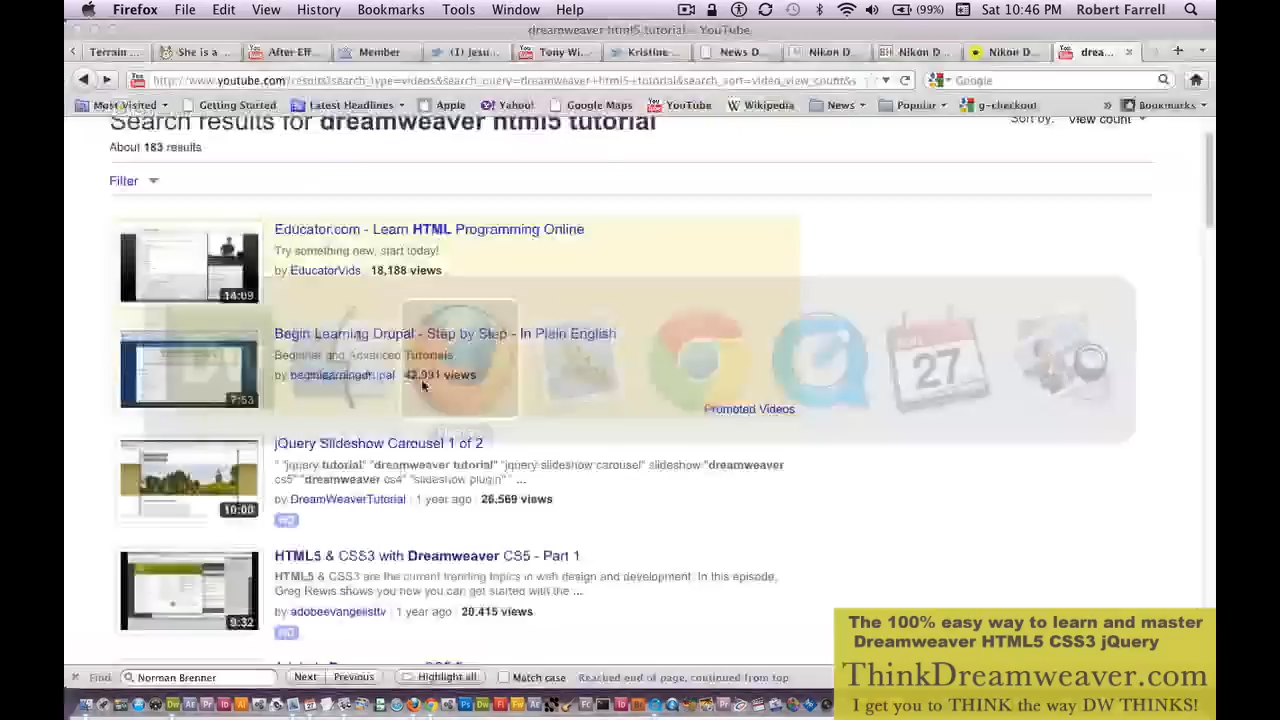 Firefox File Edit View History Bookmarks Tools Window Help (99%) Sat 10:46 PM Robert Farrell
dreamweaver html5 tutorial - YouTube
Terrain ... She is a ... After Eff... Member ... (I) Jesu... Tony Wi... Kristine... News D... Nikon D... Nikon D... Nikon D... drea...
http://www.youtube.com/results?search_type=videos&search_query=dreamweaver+html5+tutorial&search_sort=video_view_count&s Google
Most Visited Getting Started Latest Headlines Apple Yahoo! Google Maps YouTube Wikipedia News Popular g-checkout » Bookmarks
Search results for dreamweaver html5 tutorial
Sort by: View count
About 183 results
Filter
Educator.com - Learn HTML Programming Online
Try something new, start today!
by EducatorVids 18,188 views
14:09
Begin Learning Drupal - Step by Step - In Plain English
Beginner and Advanced Tutorials
by beginlearningdrupal 42,991 views
7:53
27
Promoted Videos
jQuery Slideshow Carousel 1 of 2
" "jquery tutorial" "dreamweaver tutorial" "jquery slideshow carousel" slideshow "dreamweaver
cs5" "dreamweaver cs4" "slideshow plugin" ...
by DreamWeaverTutorial 1 year ago 26,569 views
10:00
HD
HTML5 & CSS3 with Dreamweaver CS5 - Part 1
HTML5 & CSS3 are the current trending topics in web design and development. In this episode,
Greg Rewis shows you how you can get started with the ...
by adobeevangelisttv 1 year ago 20,415 views
9:32
HD
The 100% easy way to learn and master
Dreamweaver HTML5 CSS3 jQuery
ThinkDreamweaver.com
I get you to THINK the way DW THINKS!
Find: Norman Brenner Next Previous Highlight all Match case Reached end of page, continued from top